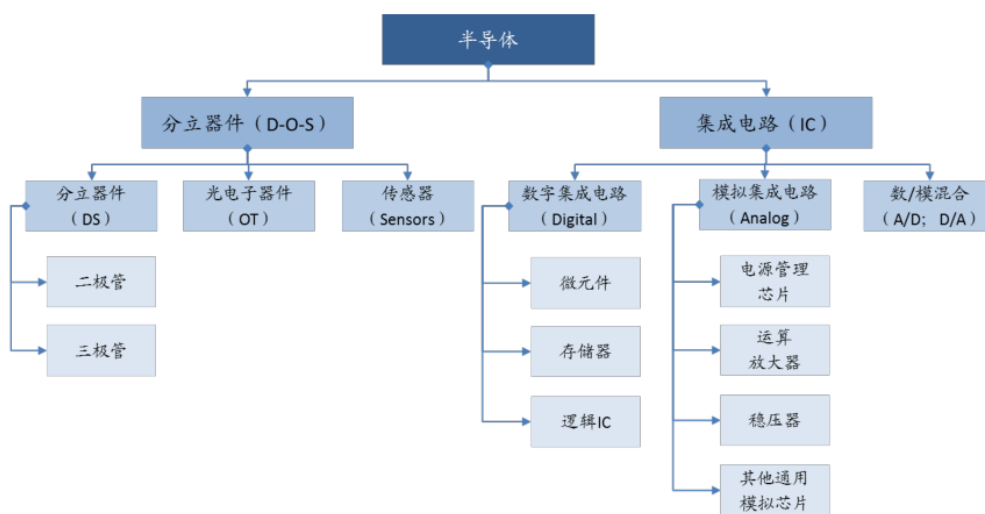 半导体
分立器件（D-O-S）
集成电路（IC）
分立器件
（DS）
光电子器件
（OT）
传感器
（Sensors）
数字集成电路
（Digital）
模拟集成电路
（Analog）
数/模混合
（A/D；D/A）
二极管
三极管
微元件
存储器
逻辑IC
电源管理
芯片
运算
放大器
稳压器
其他通用
模拟芯片